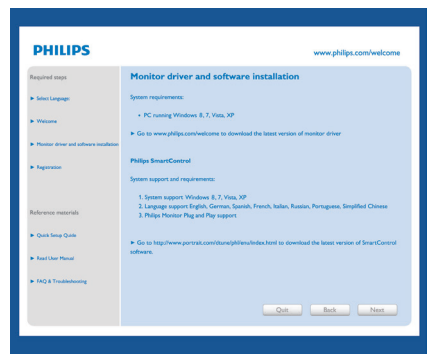 PHILIPS
www.philips.com/welcome
Required steps
► Select Language:
► Welcome
► Monitor driver and software installation
► Registration
Reference materials
► Quick Setup Guide
► Read User Manual
► FAQ & Troubleshooting
Monitor driver and software installation
System requirements:
• PC running Windows 8, 7, Vista, XP
► Go to www.philips.com/welcome to download the latest version of monitor driver
Philips SmartControl
System support and requirements:
1. System support Windows 8, 7, Vista, XP
2. Language support English, German, Spanish, French, Italian, Russian, Portuguese, Simplified Chinese
3. Philips Monitor Plug and Play support
► Go to http://www.portrait.com/dtune/phl/enu/index.html to download the latest version of SmartControl
software.
Quit
Back
Next